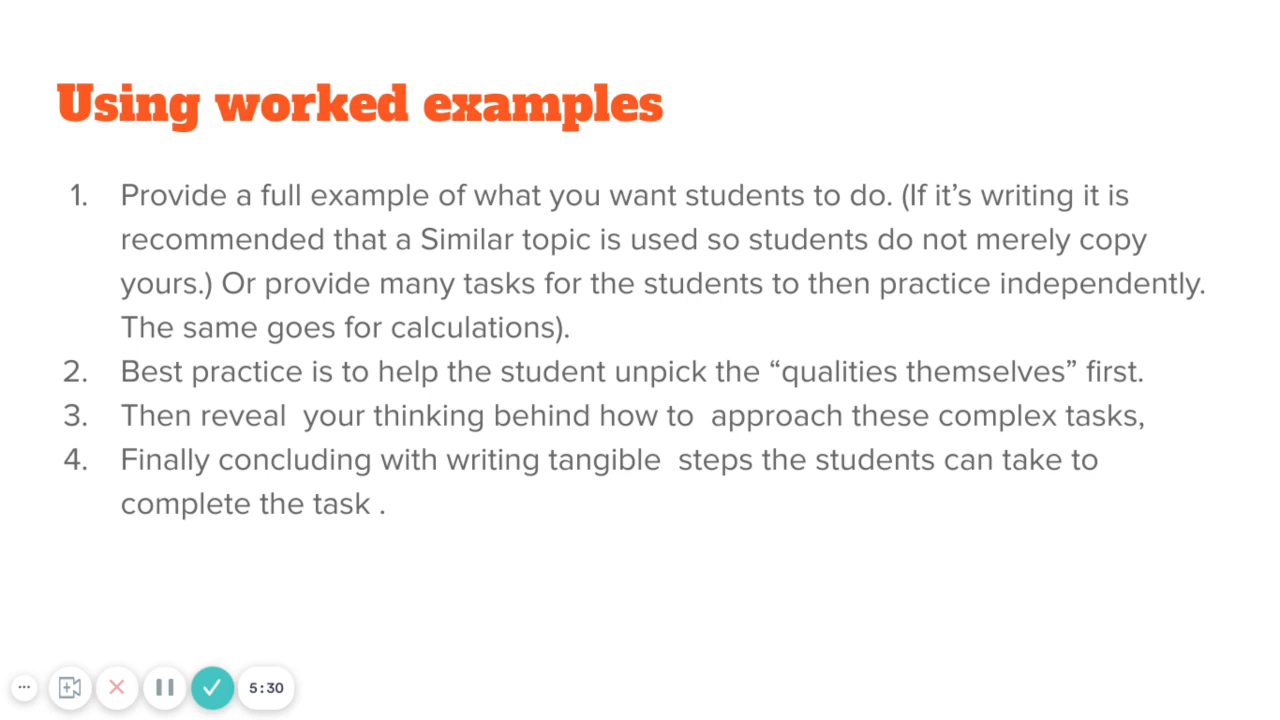 Using worked examples
1. Provide a full example of what you want students to do. (If it’s writing it is
recommended that a Similar topic is used so students do not merely copy
yours.) Or provide many tasks for the students to then practice independently.
The same goes for calculations).
2. Best practice is to help the student unpick the “qualities themselves” first.
3. Then reveal  your thinking behind how to  approach these complex tasks,
4. Finally concluding with writing tangible  steps the students can take to
complete the task .
5:30